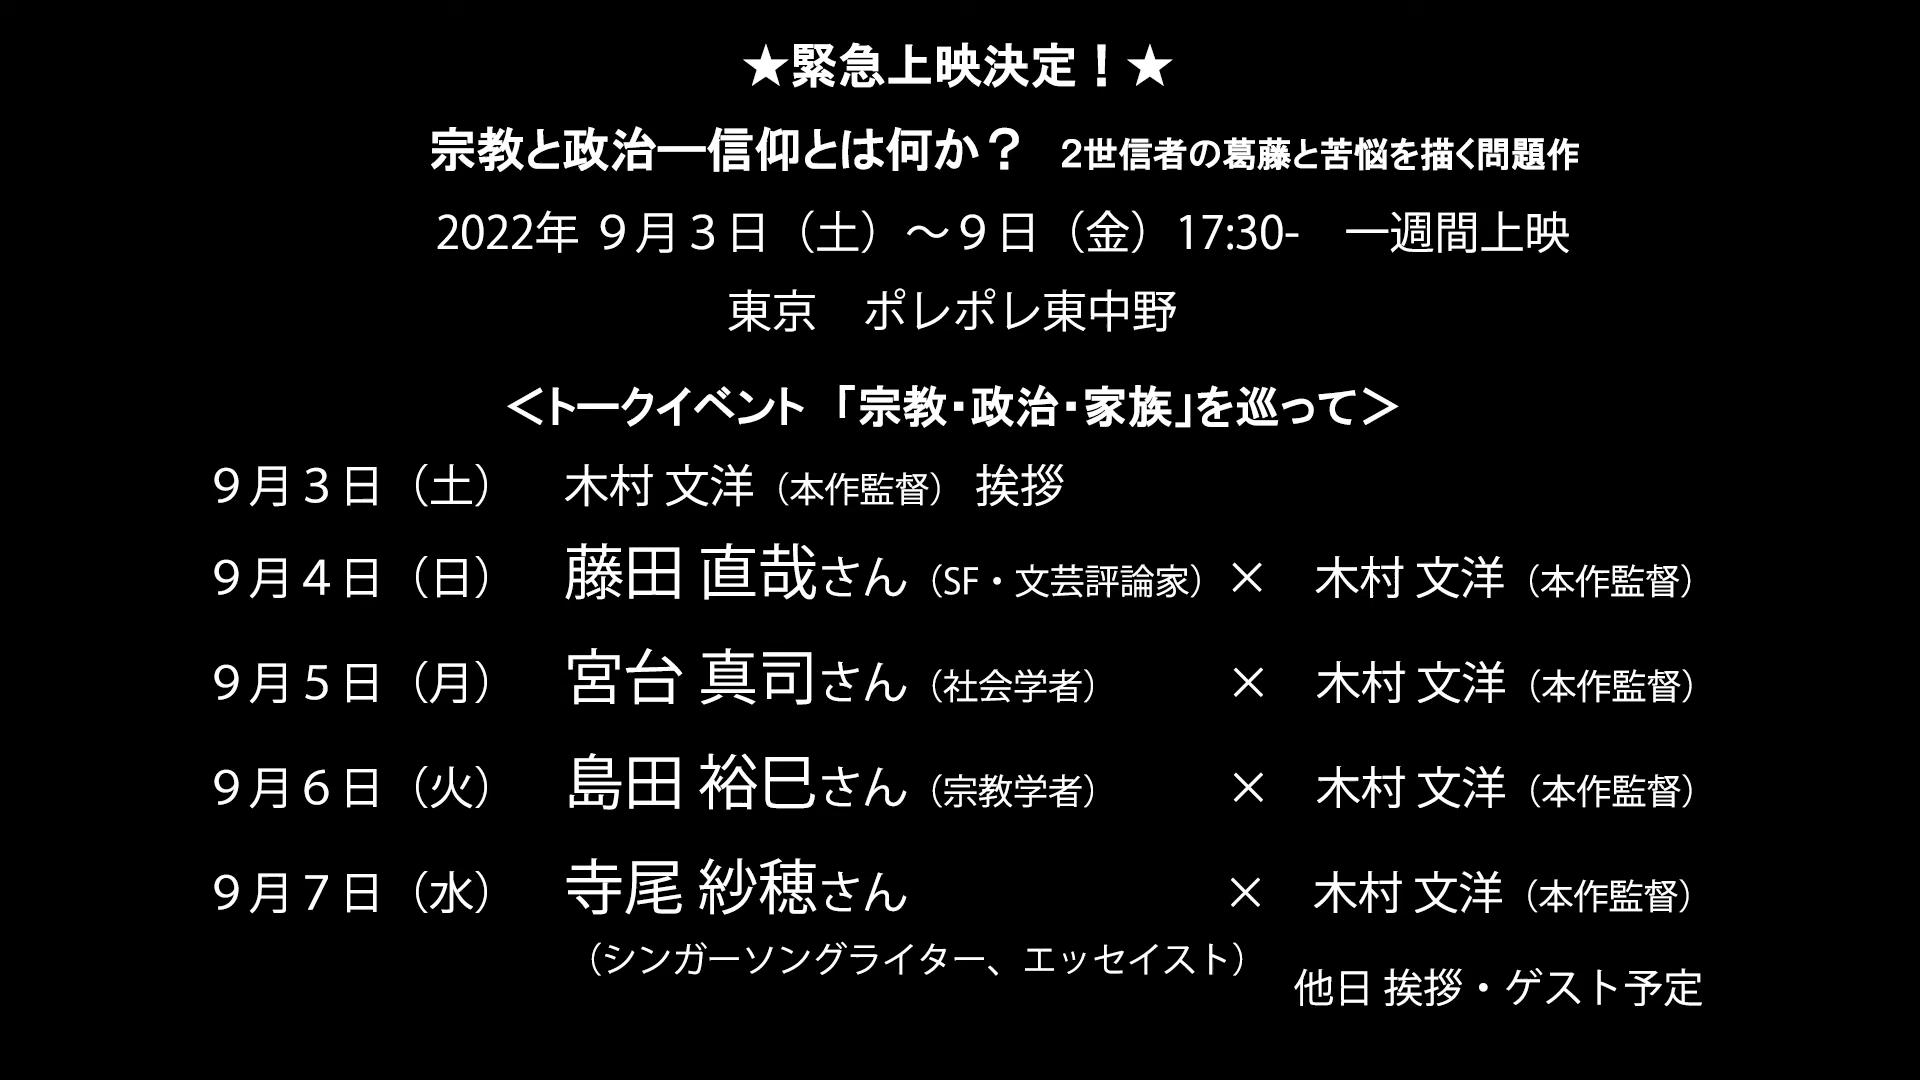 ★緊急上映決定！★
宗教と政治―信仰とは何か？　２世信者の葛藤と苦悩を描く問題作
2022年 ９月３日（土）～９日（金）17:30-　一週間上映
東京　ポレポレ東中野
＜トークイベント　「宗教・政治・家族」を巡って＞
９月３日（土）　木村 文洋（本作監督） 挨拶
９月４日（日）　藤田 直哉さん（SF・文芸評論家）×　木村 文洋（本作監督）
９月５日（月）　宮台 真司さん（社会学者）　×　木村 文洋（本作監督）
９月６日（火）　島田 裕巳さん（宗教学者）　×　木村 文洋（本作監督）
９月７日（水）　寺尾 紗穂さん　×　木村 文洋（本作監督）
（シンガーソングライター、エッセイスト）
他日 挨拶・ゲスト予定